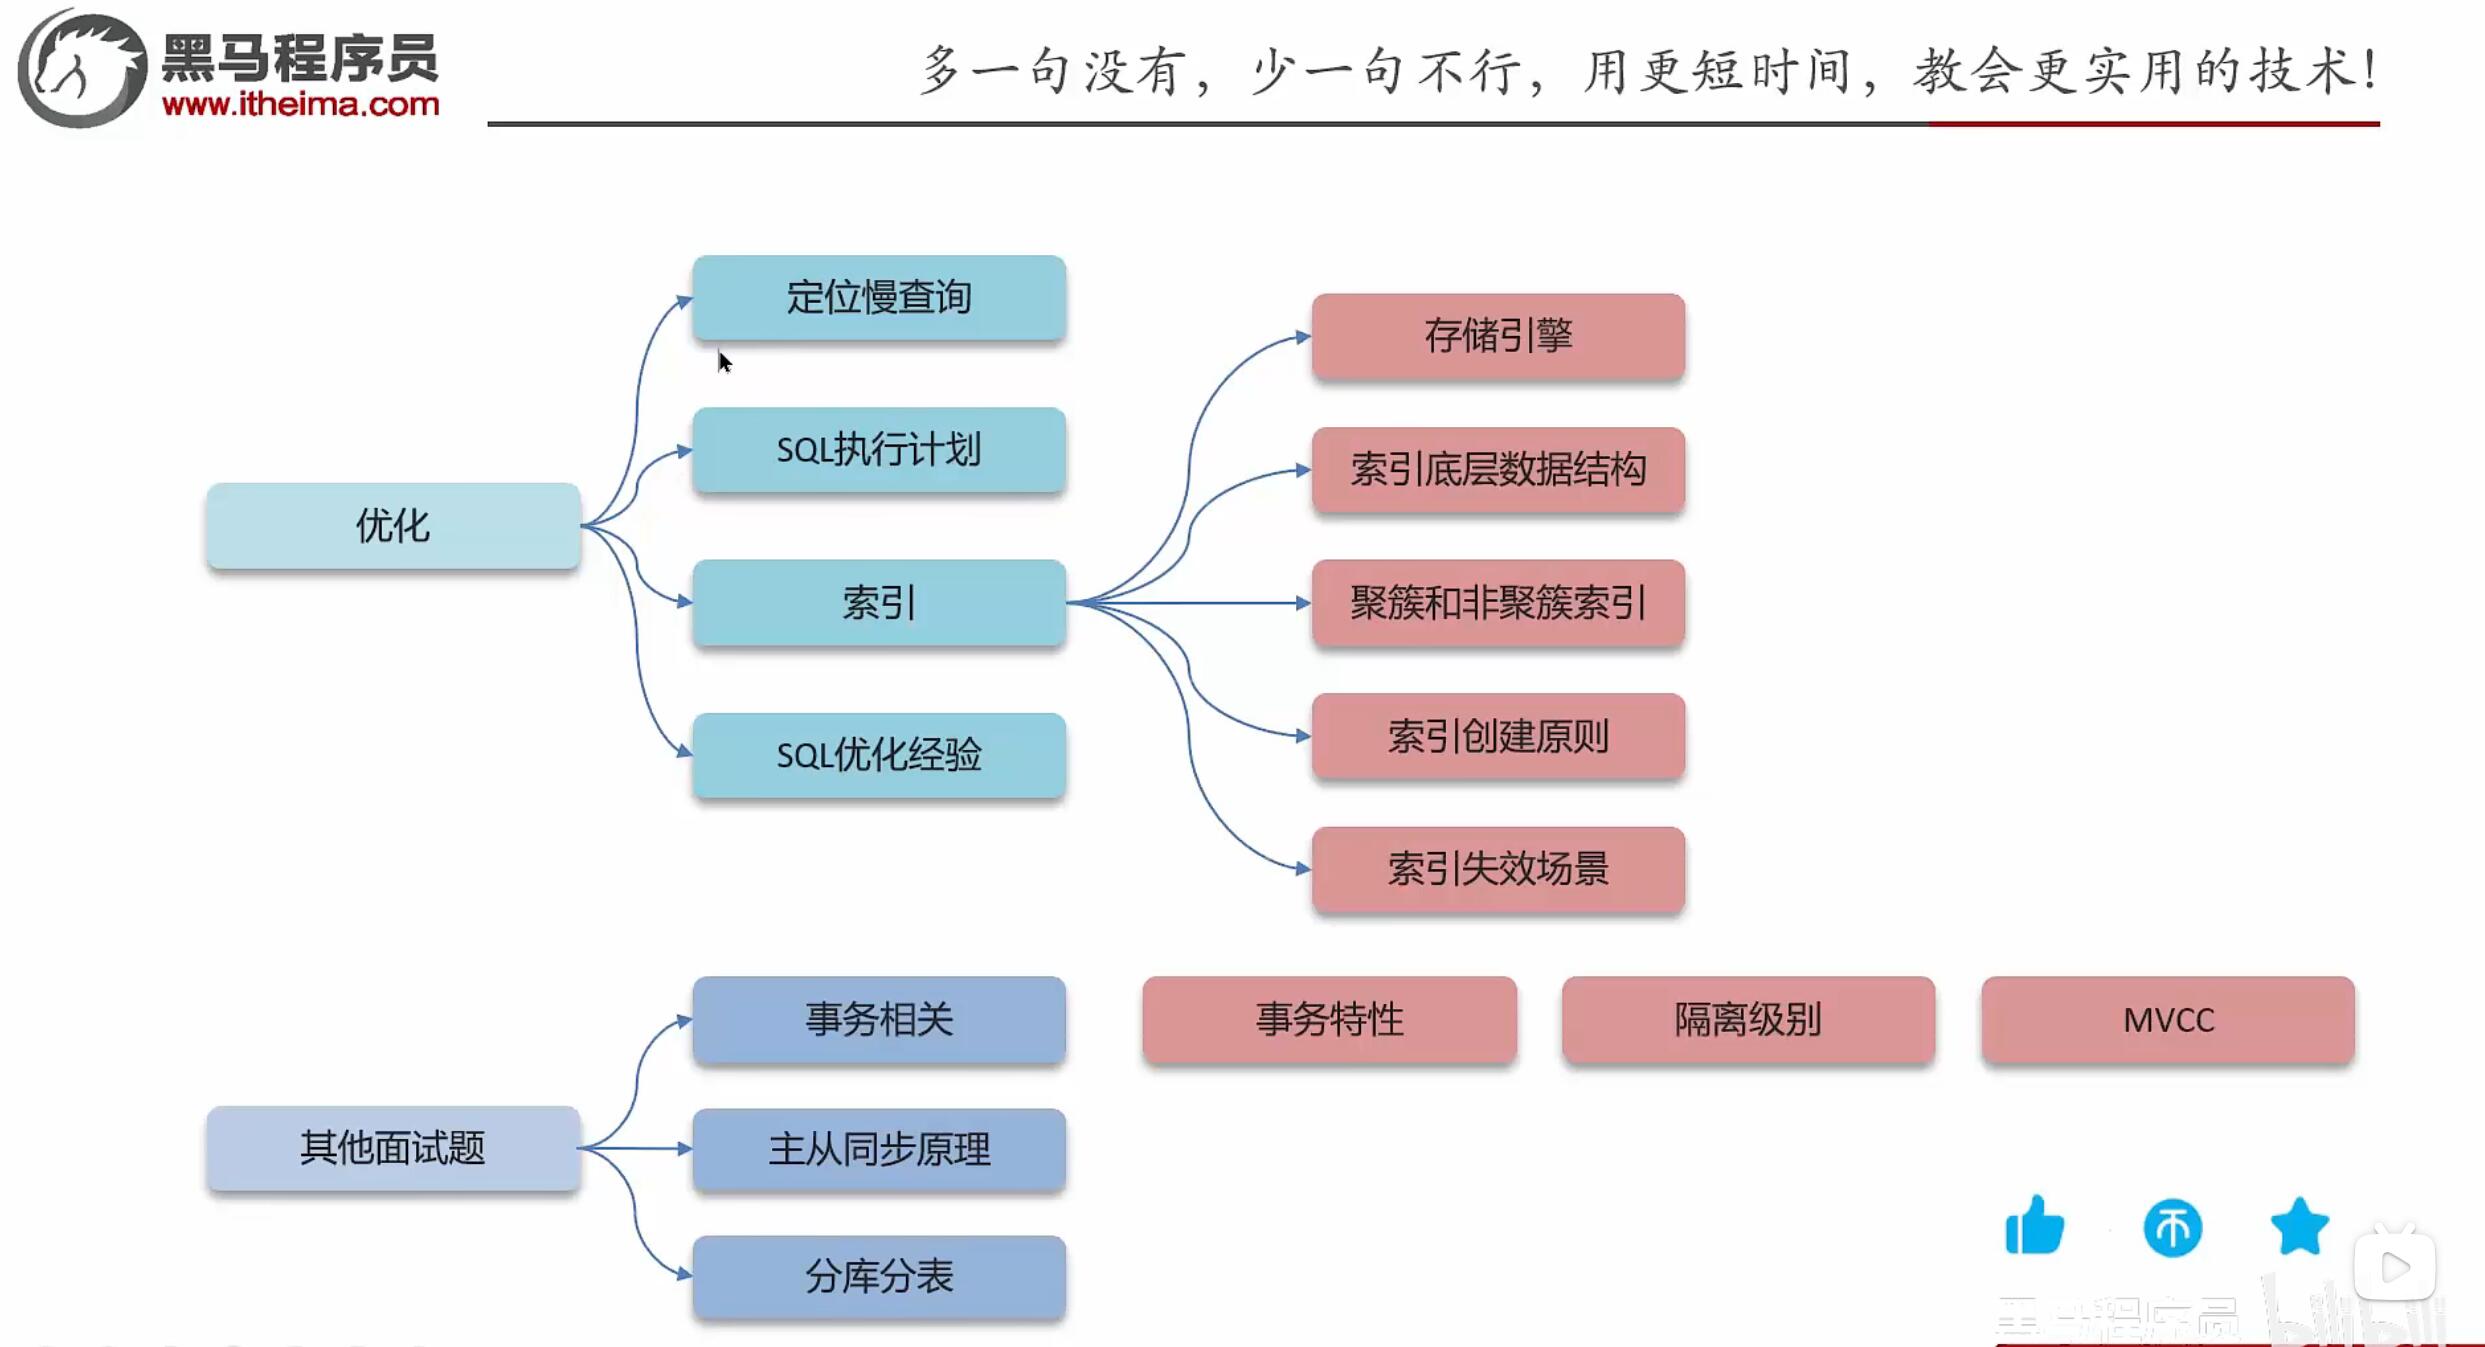 黑马程序员
www.itheima.com
多一句没有，少一句不行，用更短时间，教会更实用的技术！
定位慢查询
存储引擎
SQL执行计划
索引底层数据结构
优化
索引
聚簇和非聚簇索引
SQL优化经验
索引创建原则
索引失效场景
事务相关
事务特性
隔离级别
MVCC
其他面试题
主从同步原理
分库分表
黑马程序员
bilibili